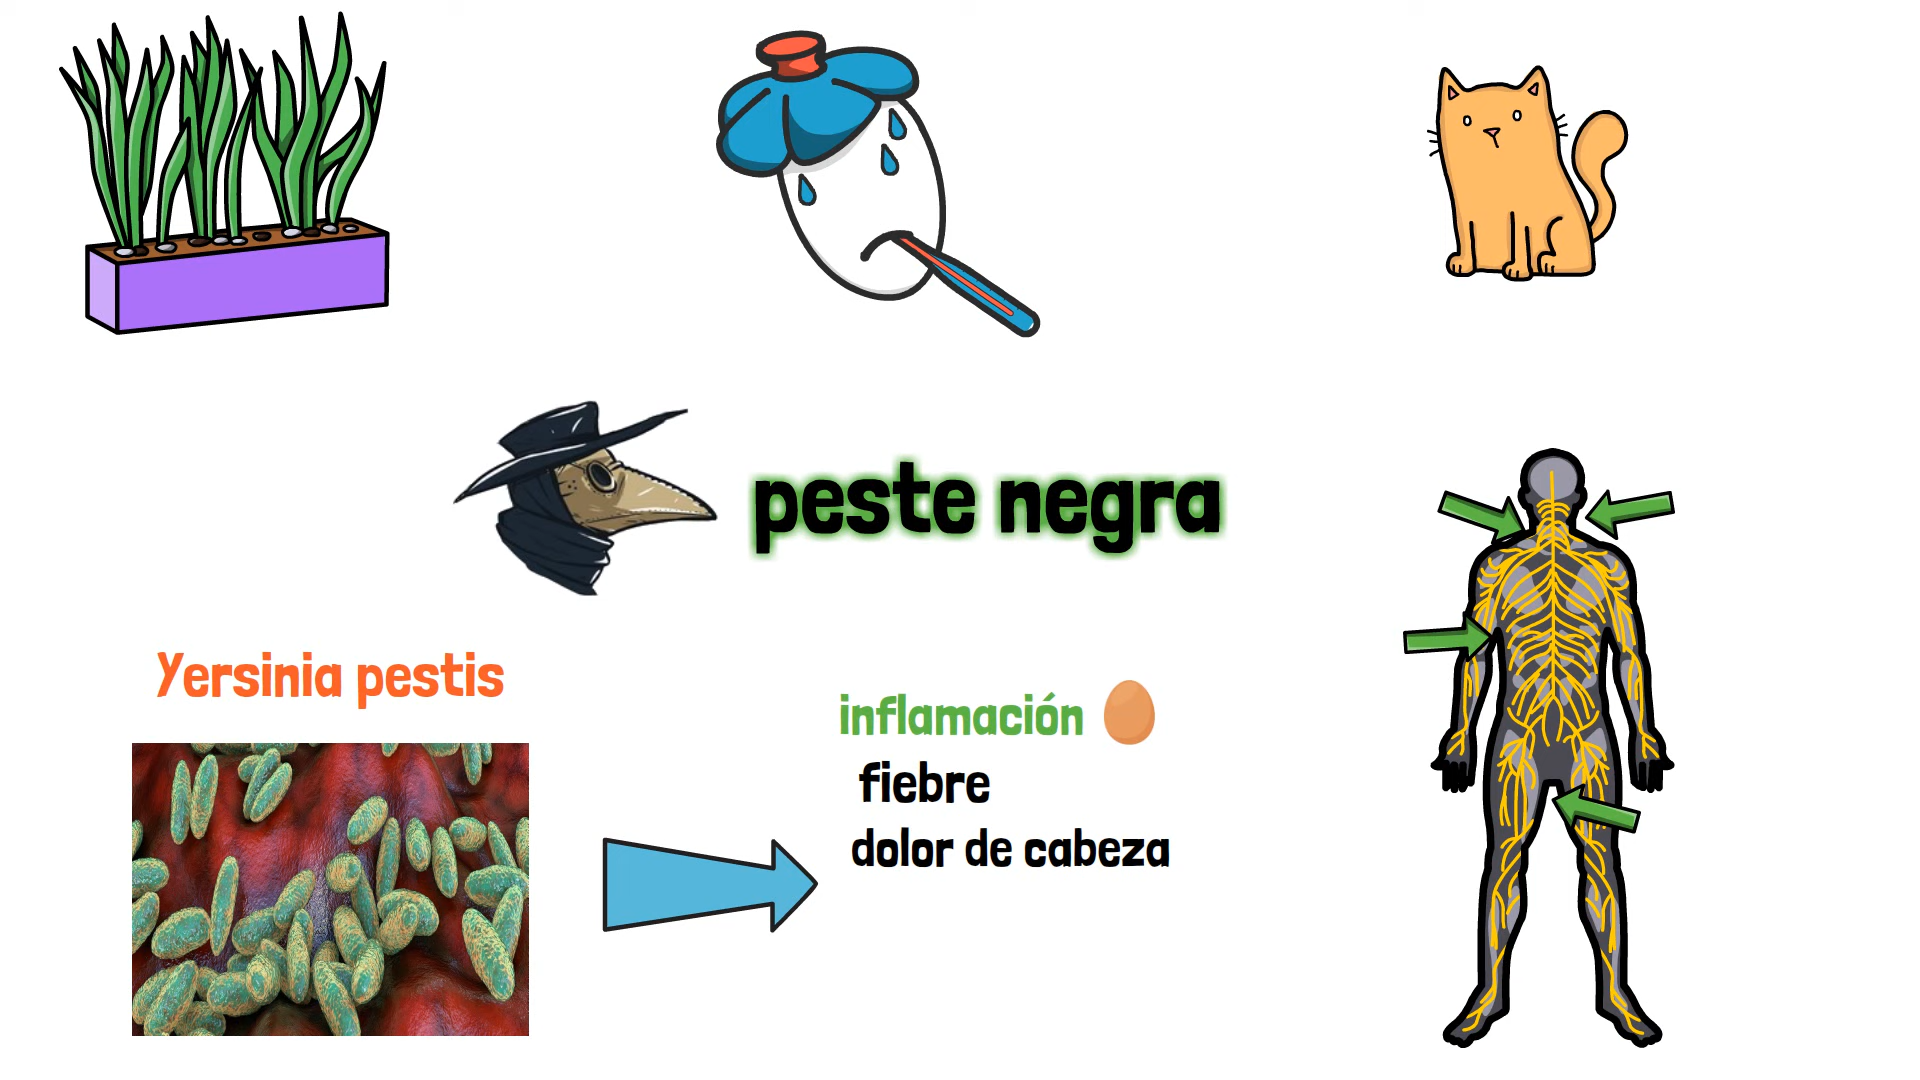 peste negra
Yersinia pestis
inflamación
fiebre
dolor de cabeza